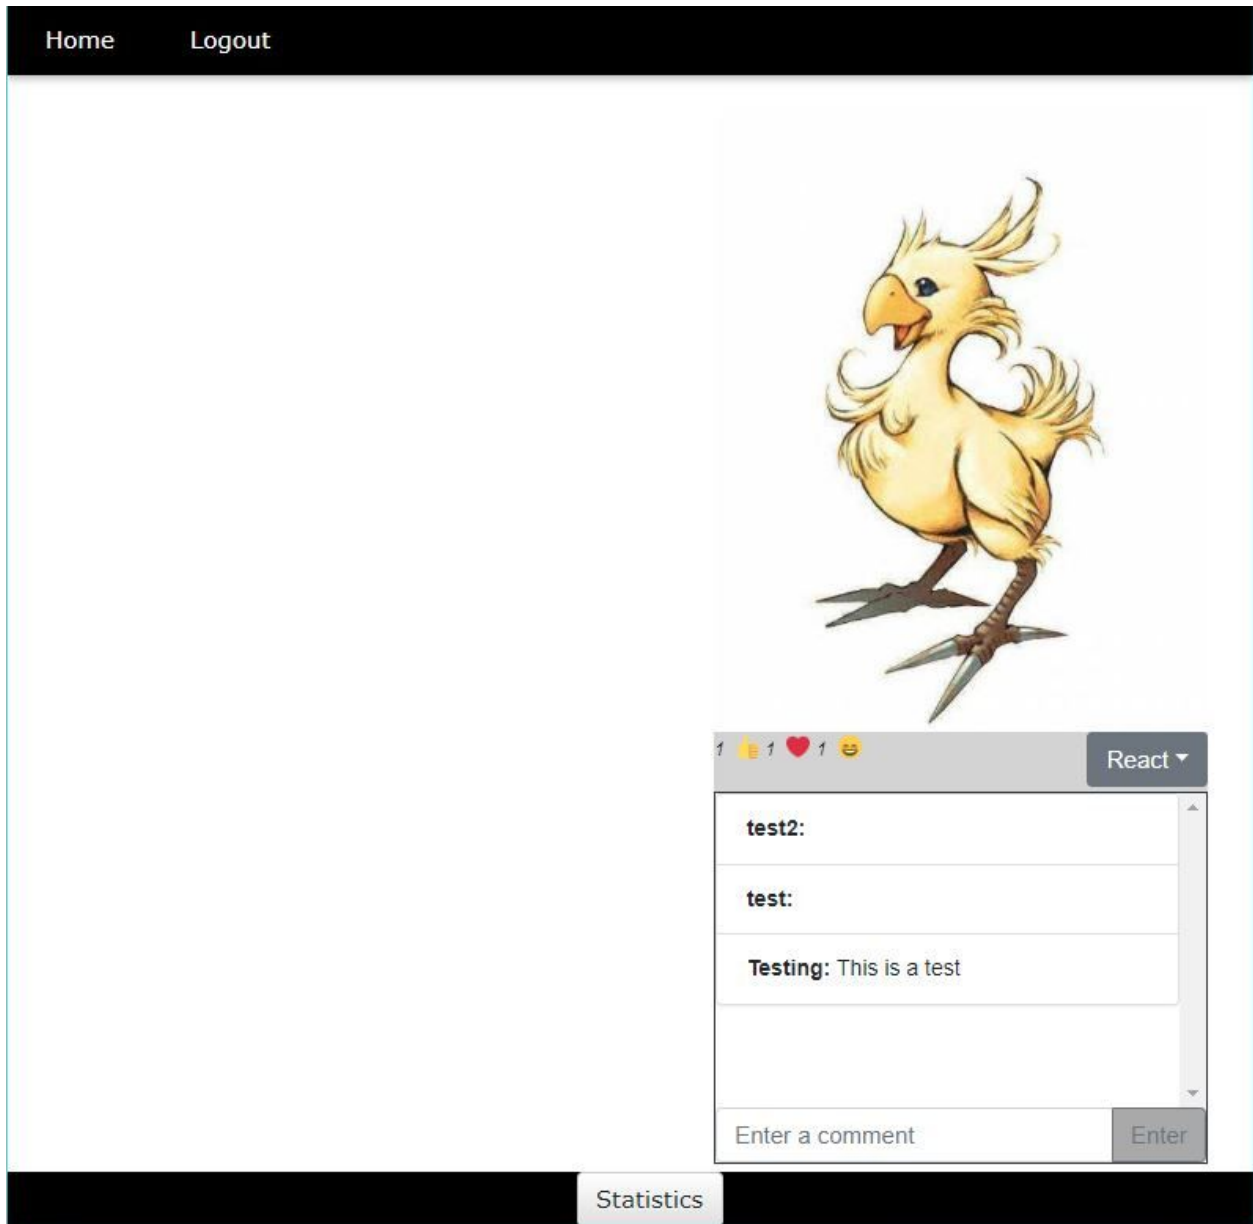 Home Logout
1 👍 1 ❤️ 1 😄 React
test2:
test:
Testing: This is a test
Enter a comment Enter
Statistics